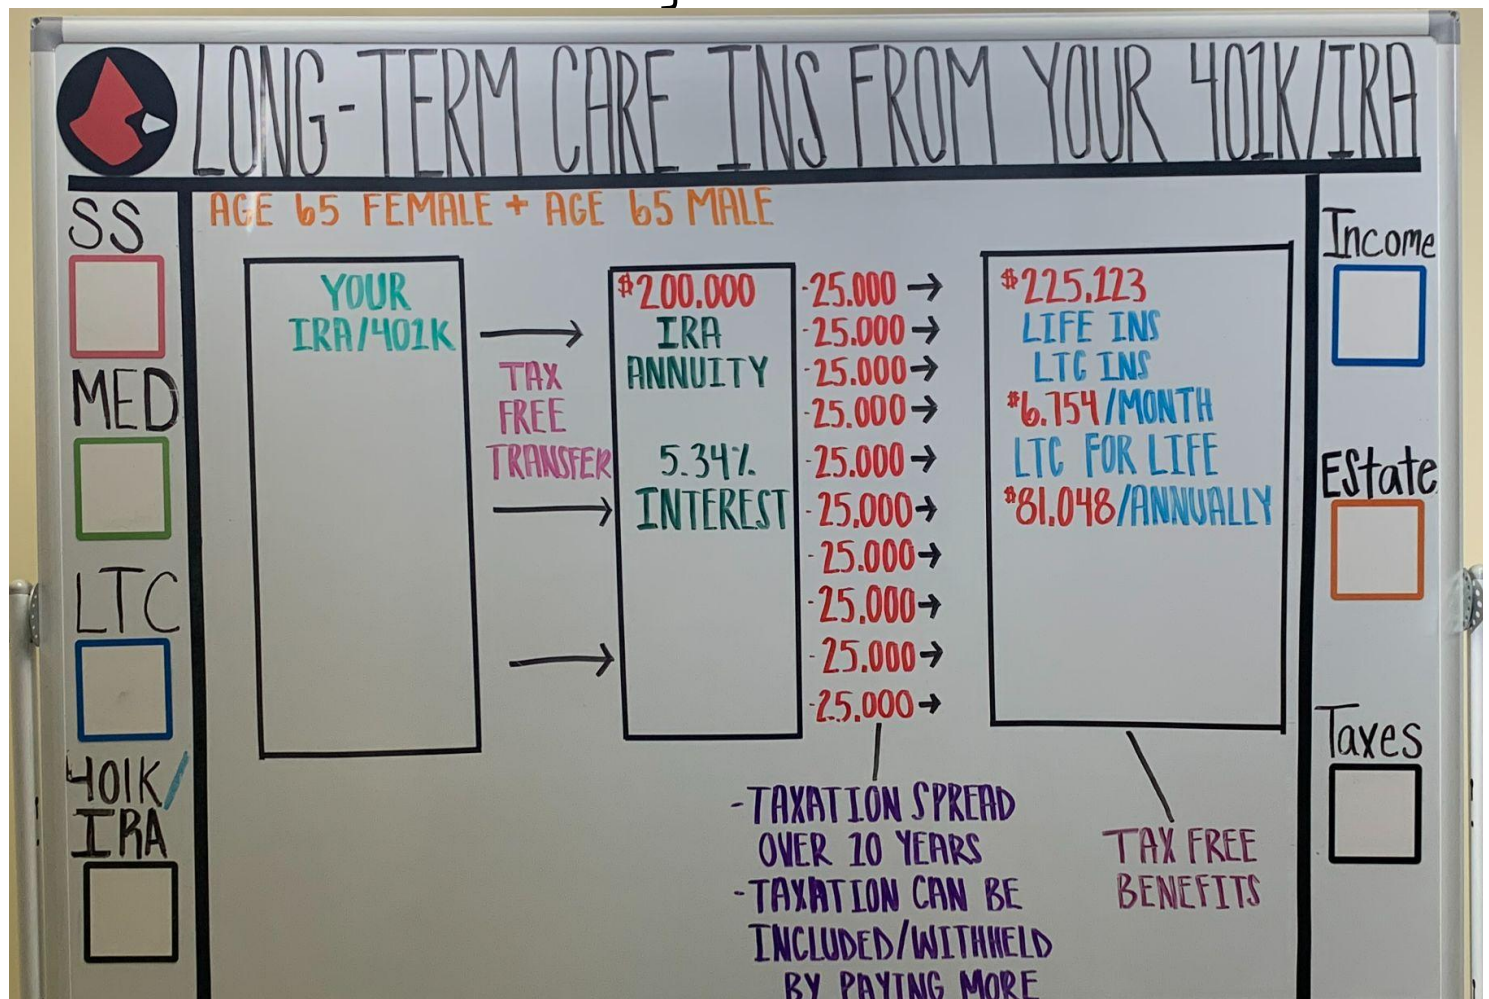 LONG-TERM CARE INS FROM YOUR 401K/IRA
AGE 65 FEMALE + AGE 65 MALE
SS
MED
LTC
401K/
IRA
YOUR
IRA/401K
TAX
FREE
TRANSFER
$200.000
IRA
ANNUITY
5.34%
INTEREST
-25.000→
-25.000→
-25.000→
-25.000→
-25.000→
-25.000→
-25.000→
-25.000→
-25.000→
-25.000→
$225,123
LIFE INS
LTC INS
$6.754/MONTH
LTC FOR LIFE
$81,048/ANNUALLY
-TAXATION SPREAD
OVER 10 YEARS
-TAXATION CAN BE
INCLUDED/WITHHELD
BY PAYING MORE
TAX FREE
BENEFITS
Income
EState
Taxes